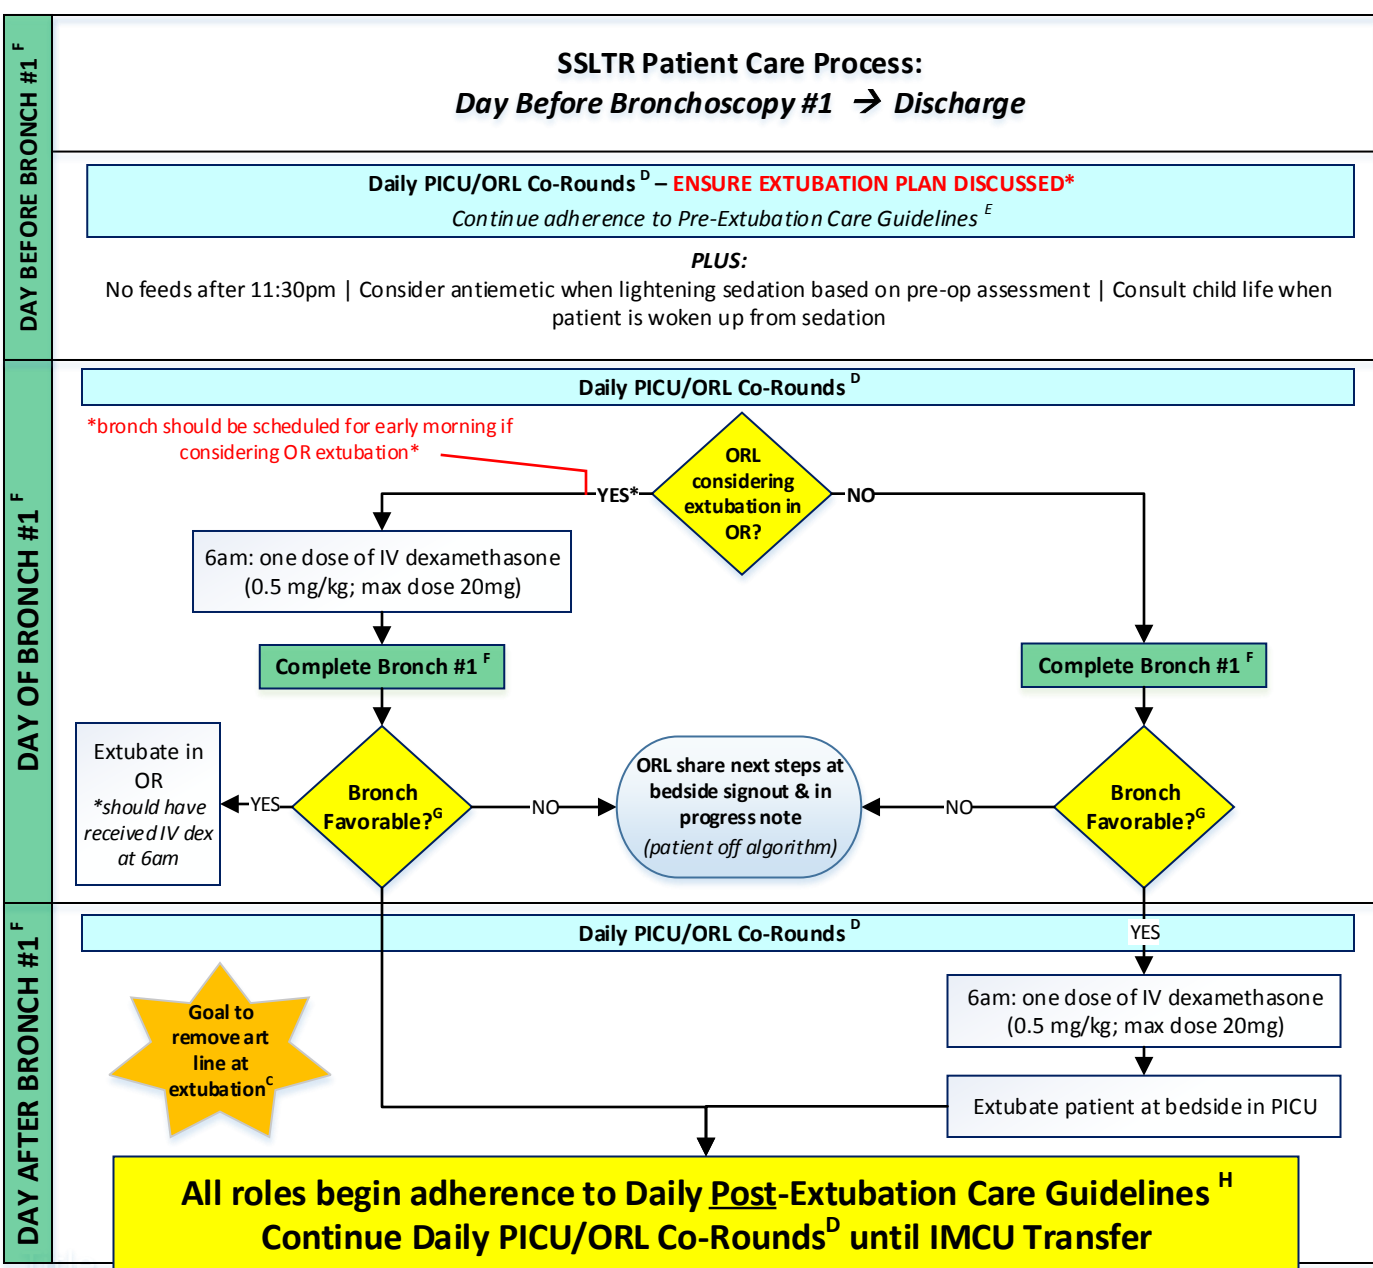 DAY BEFORE BRONCH #1 F
SSLTR Patient Care Process:
Day Before Bronchoscopy #1 → Discharge
Daily PICU/ORL Co-Rounds D – ENSURE EXTUBATION PLAN DISCUSSED*
Continue adherence to Pre-Extubation Care Guidelines E
PLUS:
No feeds after 11:30pm | Consider antiemetic when lightening sedation based on pre-op assessment | Consult child life when
patient is woken up from sedation
DAY OF BRONCH #1 F
Daily PICU/ORL Co-Rounds D
*bronch should be scheduled for early morning if
considering OR extubation*
ORL
considering
extubation in
OR?
YES*
NO
6am: one dose of IV dexamethasone
(0.5 mg/kg; max dose 20mg)
Complete Bronch #1 F
Complete Bronch #1 F
Extubate in
OR
*should have
received IV dex
at 6am
YES
Bronch
Favorable?G
NO
ORL share next steps at
bedside signout & in
progress note
(patient off algorithm)
NO
Bronch
Favorable?G
DAY AFTER BRONCH #1 F
Daily PICU/ORL Co-Rounds D
YES
Goal to
remove art
line at
extubationC
6am: one dose of IV dexamethasone
(0.5 mg/kg; max dose 20mg)
Extubate patient at bedside in PICU
All roles begin adherence to Daily Post-Extubation Care Guidelines H
Continue Daily PICU/ORL Co-RoundsD until IMCU Transfer